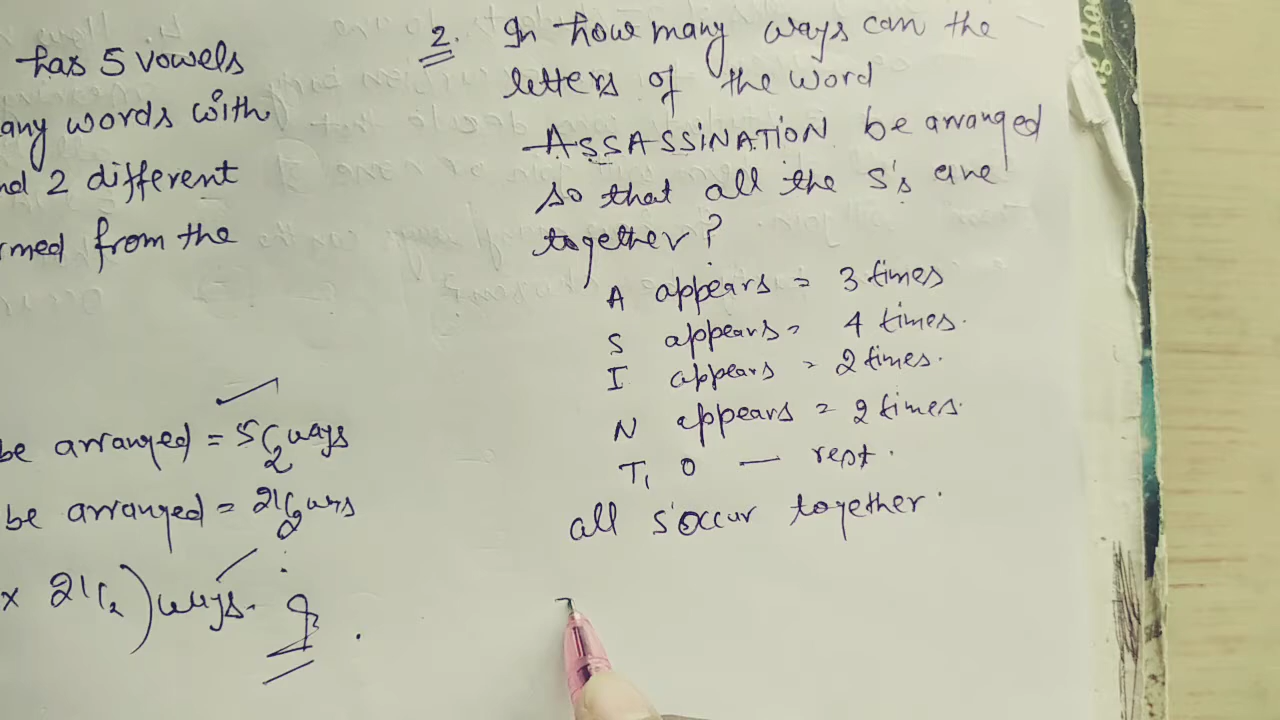 has 5 vowels
any words with
nd 2 different
rmed from the
be arranged = 5C2 ways
be arranged = 21C2 ways
x 21C2) ways.
2. In how many ways can the
letters of the word
ASSASSINATION be arranged
so that all the S's are
together?
A appears = 3 times
S appears = 4 times.
I appears = 2 times.
N appears = 2 times.
T, O — rest.
all S'occur together.